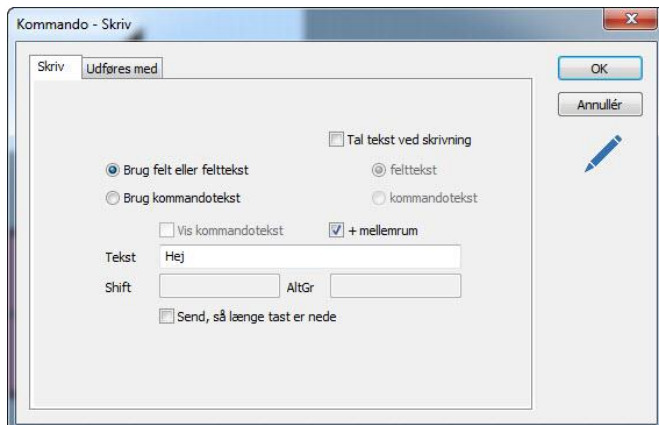 Kommando - Skriv
Skriv Udføres med
OK
Annullér
Tal tekst ved skrivning
Brug felt eller felttekst felttekst
Brug kommandotekst kommandotekst
Vis kommandotekst + mellemrum
Tekst Hej
Shift AltGr
Send, så længe tast er nede